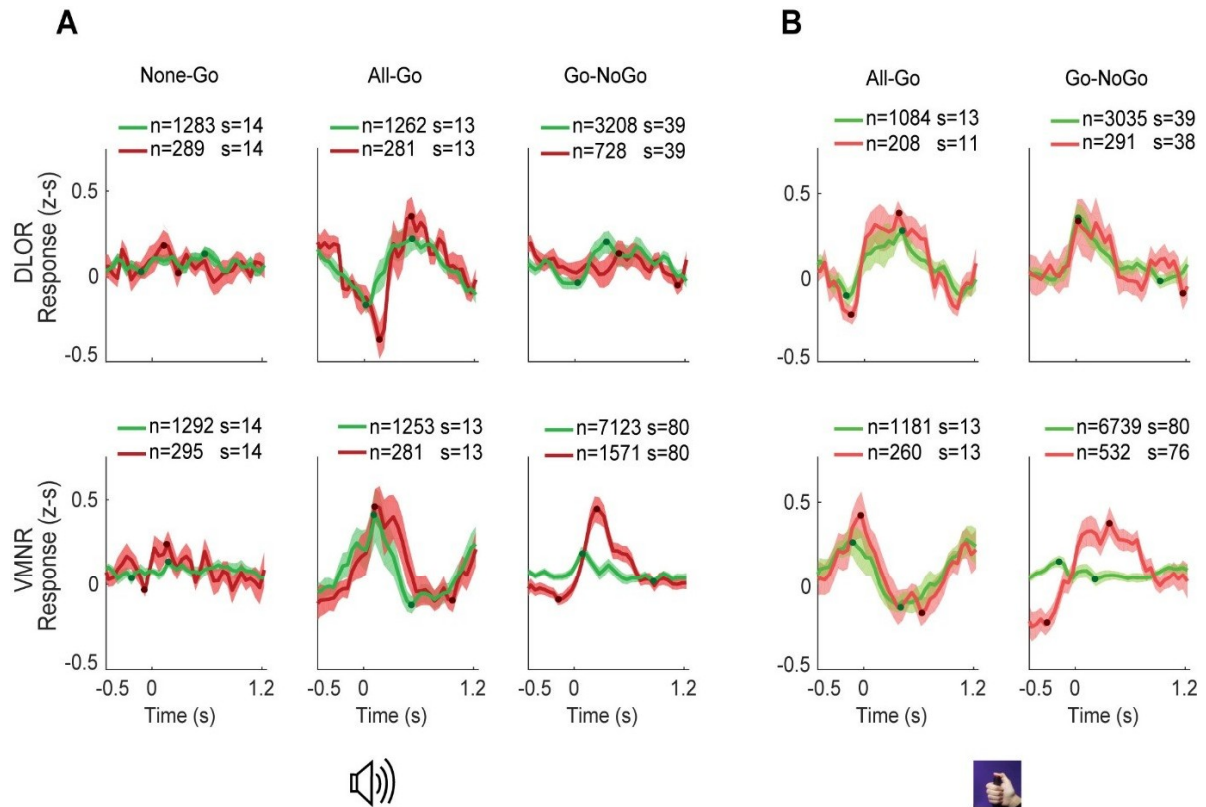 A
B
None-Go
All-Go
Go-NoGo
All-Go
Go-NoGo
n=1283 s=14
n=289 s=14
n=1262 s=13
n=281 s=13
n=3208 s=39
n=728 s=39
n=1084 s=13
n=208 s=11
n=3035 s=39
n=291 s=38
DLOR
Response (z-s)
0.5
0
-0.5
0.5
0
-0.5
n=1292 s=14
n=295 s=14
n=1253 s=13
n=281 s=13
n=7123 s=80
n=1571 s=80
n=1181 s=13
n=260 s=13
n=6739 s=80
n=532 s=76
VMNR
Response (z-s)
0.5
0
-0.5
0.5
0
-0.5
-0.5 0 1.2
-0.5 0 1.2
-0.5 0 1.2
-0.5 0 1.2
-0.5 0 1.2
Time (s)
Time (s)
Time (s)
Time (s)
Time (s)